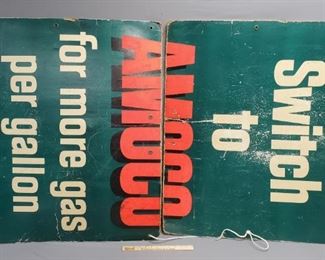 Switch
to
AMOCO
for more gas
per gallon